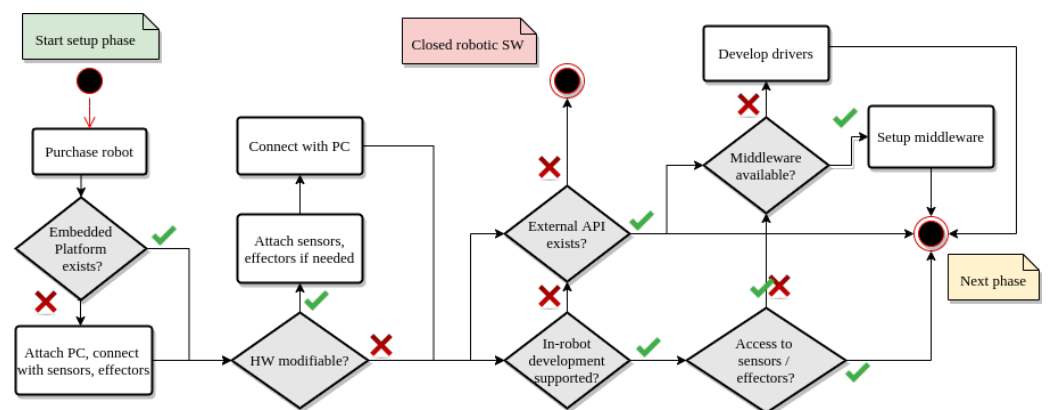 Start setup phase
Purchase robot
Embedded
Platform
exists?
Attach PC, connect
with sensors, effectors
Connect with PC
Attach sensors,
effectors if needed
HW modifiable?
Closed robotic SW
External API
exists?
In-robot
development
supported?
Develop drivers
Middleware
available?
Setup middleware
Access to
sensors /
effectors?
Next phase